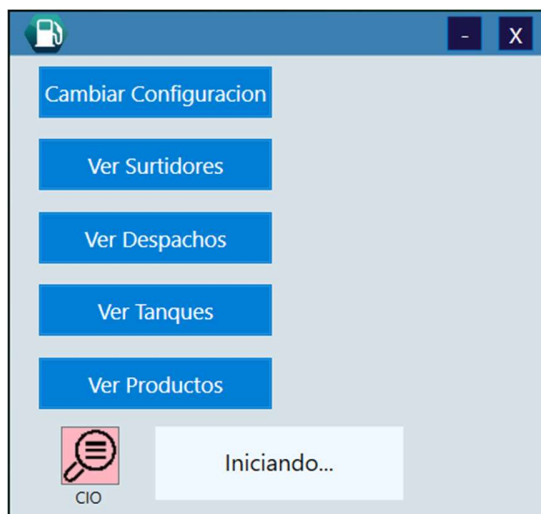 - X
Cambiar Configuracion
Ver Surtidores
Ver Despachos
Ver Tanques
Ver Productos
Iniciando...
CIO